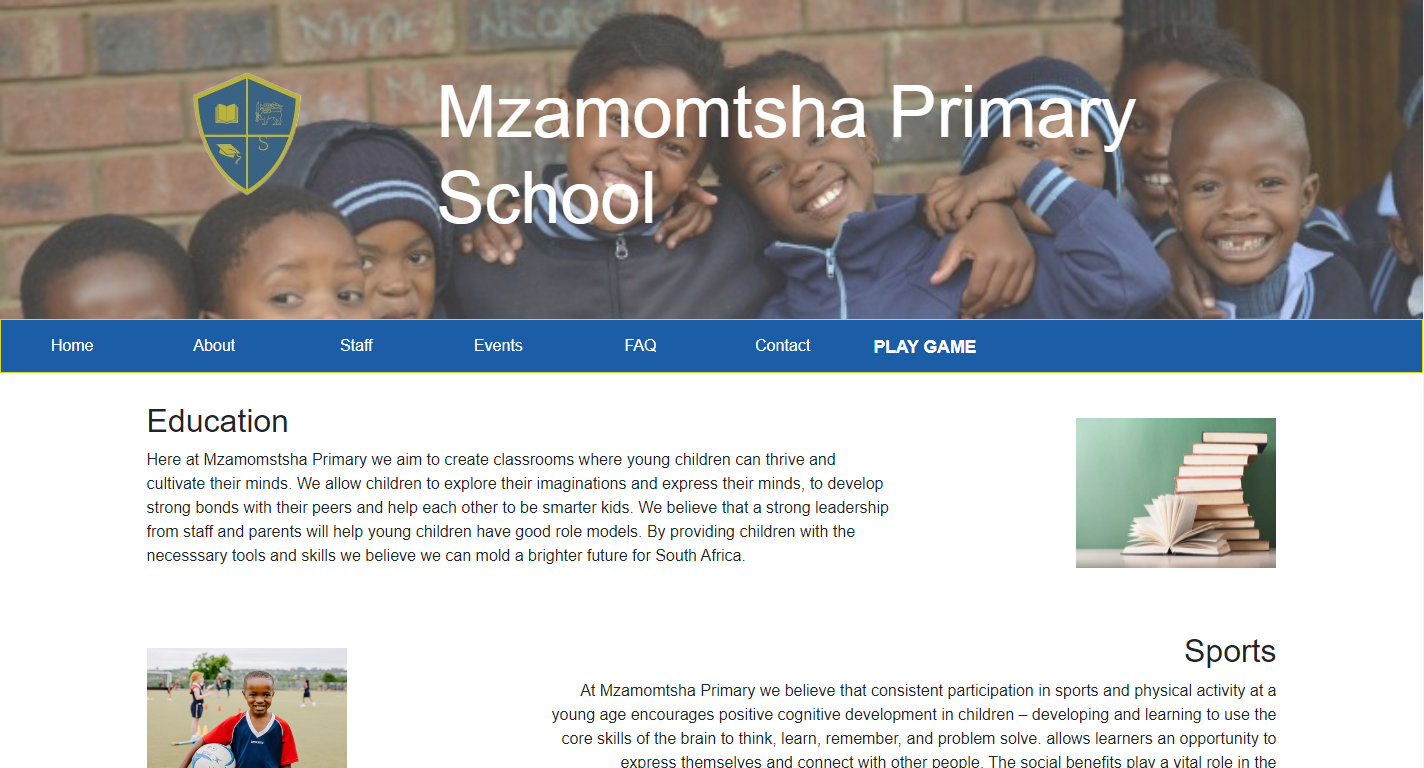 Mzamomtsha Primary
School
S
Home About Staff Events FAQ Contact PLAY GAME
Education
Here at Mzamomstsha Primary we aim to create classrooms where young children can thrive and
cultivate their minds. We allow children to explore their imaginations and express their minds, to develop
strong bonds with their peers and help each other to be smarter kids. We believe that a strong leadership
from staff and parents will help young children have good role models. By providing children with the
necesssary tools and skills we believe we can mold a brighter future for South Africa.
Sports
At Mzamomtsha Primary we believe that consistent participation in sports and physical activity at a
young age encourages positive cognitive development in children – developing and learning to use the
core skills of the brain to think, learn, remember, and problem solve. allows learners an opportunity to
express themselves and connect with other people. The social benefits play a vital role in the